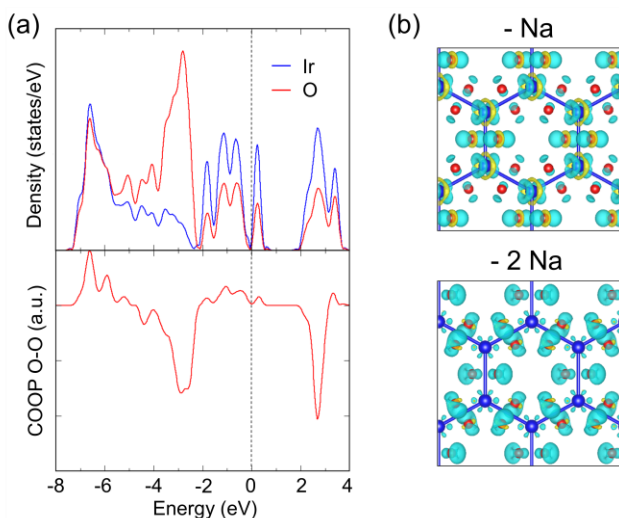 (a)
Density (states/eV)
Ir
O
COOP O-O (a.u.)
-8 -6 -4 -2 0 2 4
Energy (eV)
(b)
- Na
- 2 Na